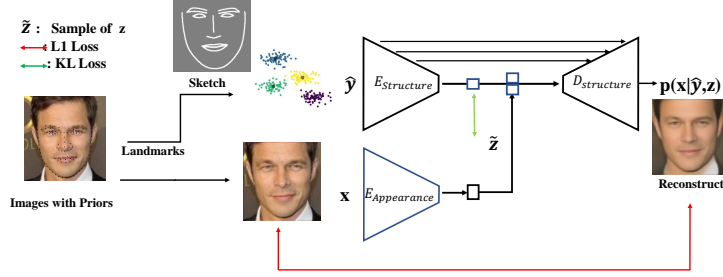 z̃ : Sample of z
: L1 Loss
: KL Loss
Sketch
Landmarks
Images with Priors
ŷ
E_Structure
D_structure
p(x|ŷ,z)
z̃
x
E_Appearance
Reconstruct